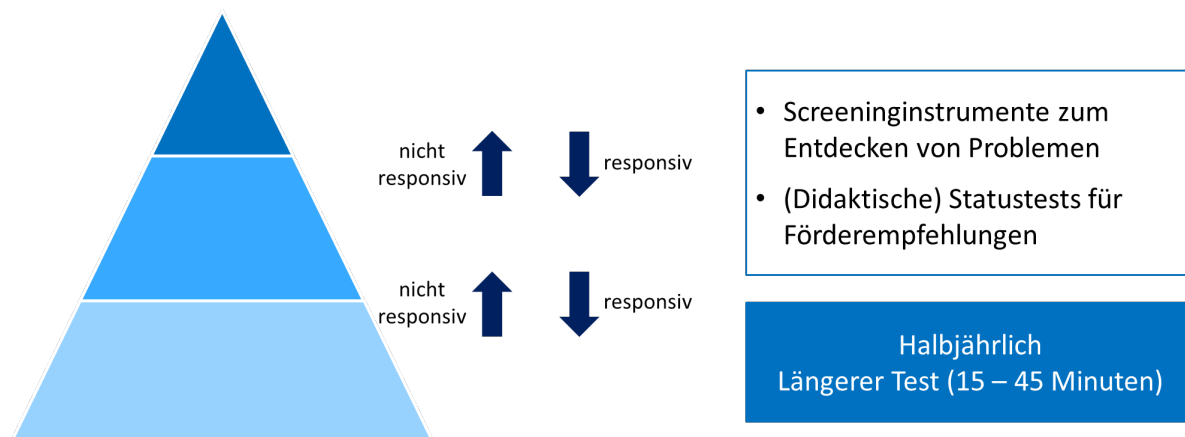 nicht
responsiv
responsiv
nicht
responsiv
responsiv
• Screeninginstrumente zum
Entdecken von Problemen
• (Didaktische) Statustests für
Förderempfehlungen
Halbjährlich
Längerer Test (15 – 45 Minuten)